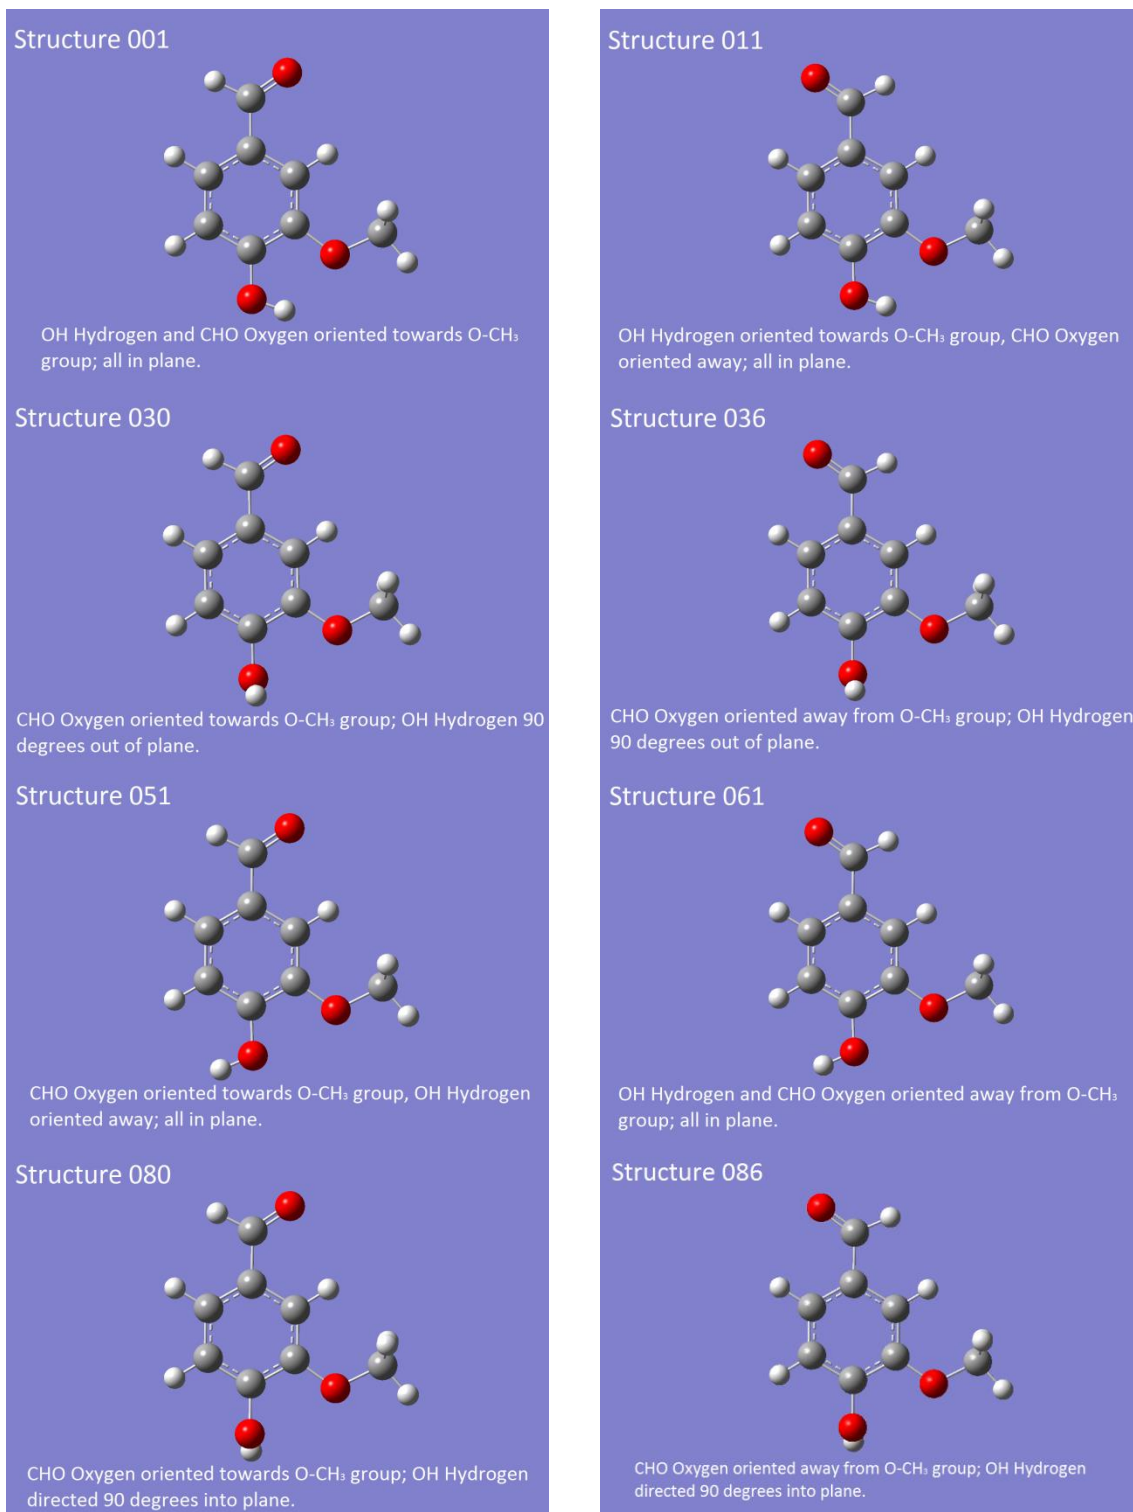 Structure 001
OH Hydrogen and CHO Oxygen oriented towards O-CH₃
group; all in plane.
Structure 011
OH Hydrogen oriented towards O-CH₃ group, CHO Oxygen
oriented away; all in plane.
Structure 030
CHO Oxygen oriented towards O-CH₃ group; OH Hydrogen 90
degrees out of plane.
Structure 036
CHO Oxygen oriented away from O-CH₃ group; OH Hydrogen
90 degrees out of plane.
Structure 051
CHO Oxygen oriented towards O-CH₃ group, OH Hydrogen
oriented away; all in plane.
Structure 061
OH Hydrogen and CHO Oxygen oriented away from O-CH₃
group; all in plane.
Structure 080
CHO Oxygen oriented towards O-CH₃ group; OH Hydrogen
directed 90 degrees into plane.
Structure 086
CHO Oxygen oriented away from O-CH₃ group; OH Hydrogen
directed 90 degrees into plane.